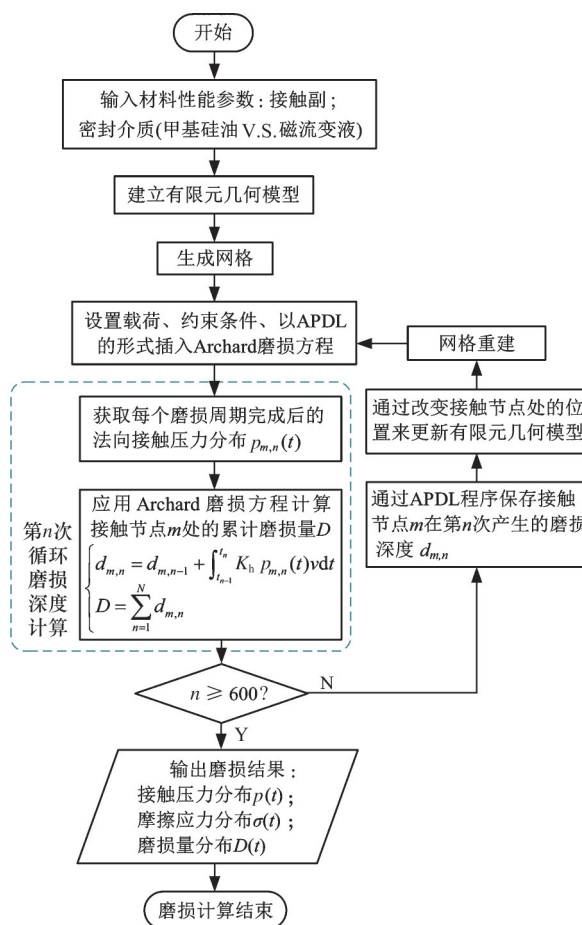 开始
输入材料性能参数：接触副；
密封介质(甲基硅油V.S.磁流变液)
建立有限元几何模型
生成网格
设置载荷、约束条件、以APDL
的形式插入Archard磨损方程
获取每个磨损周期完成后的
法向接触压力分布 p_{m,n}(t)
第n次
循环
磨损
深度
计算
应用 Archard 磨损方程计算
接触节点m处的累计磨损量D
d_{m,n} = d_{m,n-1} + ∫_{t_{n-1}}^{t_n} K_h p_{m,n}(t)vdt
D = ∑_{n=1}^{N} d_{m,n}
n ≥ 600?
N
通过APDL程序保存接触
节点m在第n次产生的磨损
深度 d_{m,n}
通过改变接触节点处的位
置来更新有限元几何模型
网格重建
Y
输出磨损结果：
接触压力分布p(t)；
摩擦应力分布σ(t)；
磨损量分布D(t)
磨损计算结束